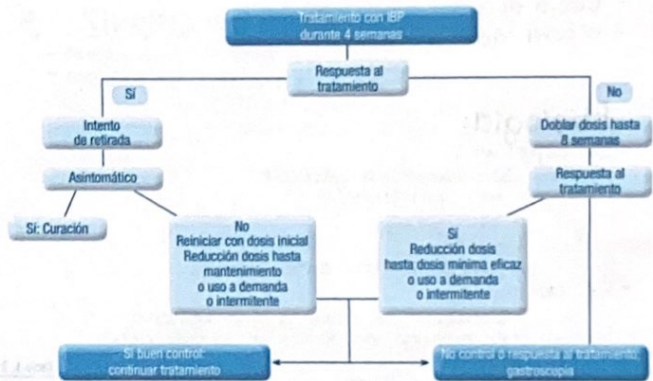 Tratamiento con IBP
durante 4 semanas
Respuesta al
tratamiento
Sí
No
Intento
de retirada
Doblar dosis hasta
8 semanas
Asintomático
Respuesta al
tratamiento
Sí: Curación
No
Reiniciar con dosis inicial
Reducción dosis hasta
mantenimiento
o uso a demanda
o intermitente
Sí
Reducción dosis
hasta dosis mínima eficaz
o uso a demanda
o intermitente
Si buen control:
continuar tratamiento
No control o respuesta al tratamiento:
gastroscopia